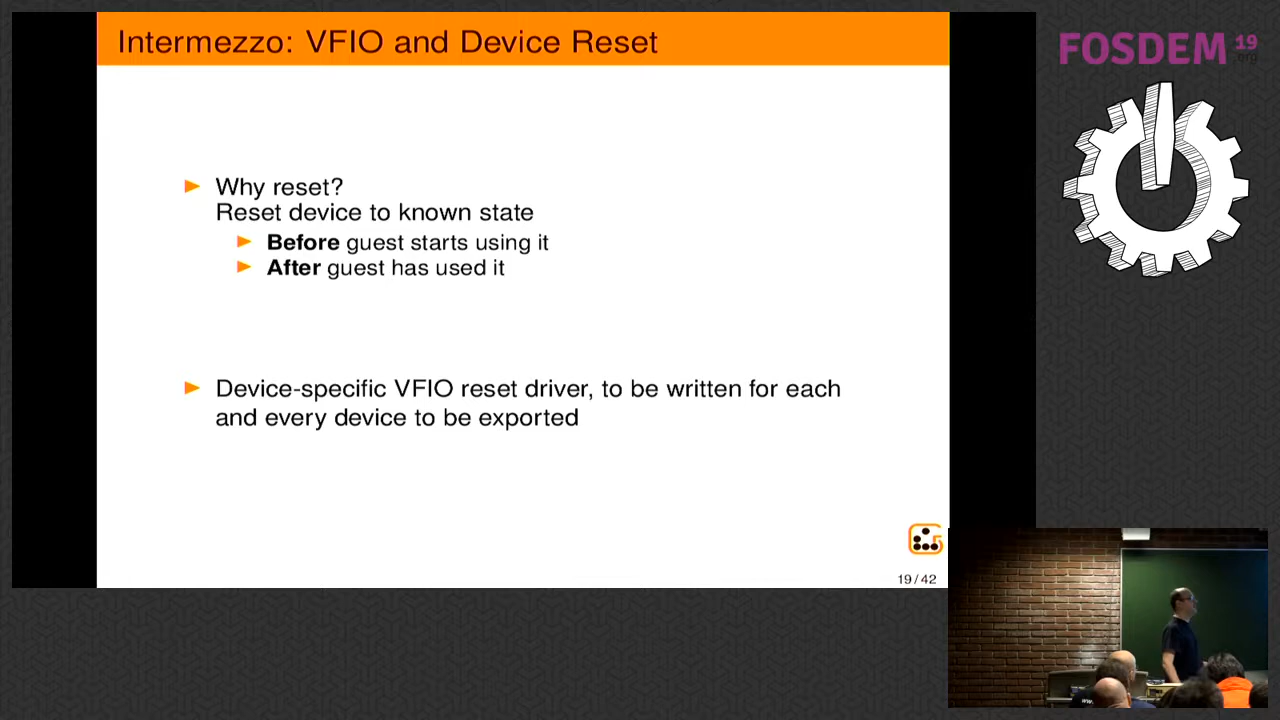 Intermezzo: VFIO and Device Reset
Why reset?
Reset device to known state
Before guest starts using it
After guest has used it
Device-specific VFIO reset driver, to be written for each
and every device to be exported
19 / 42
FOSDEM 19
.org
www.